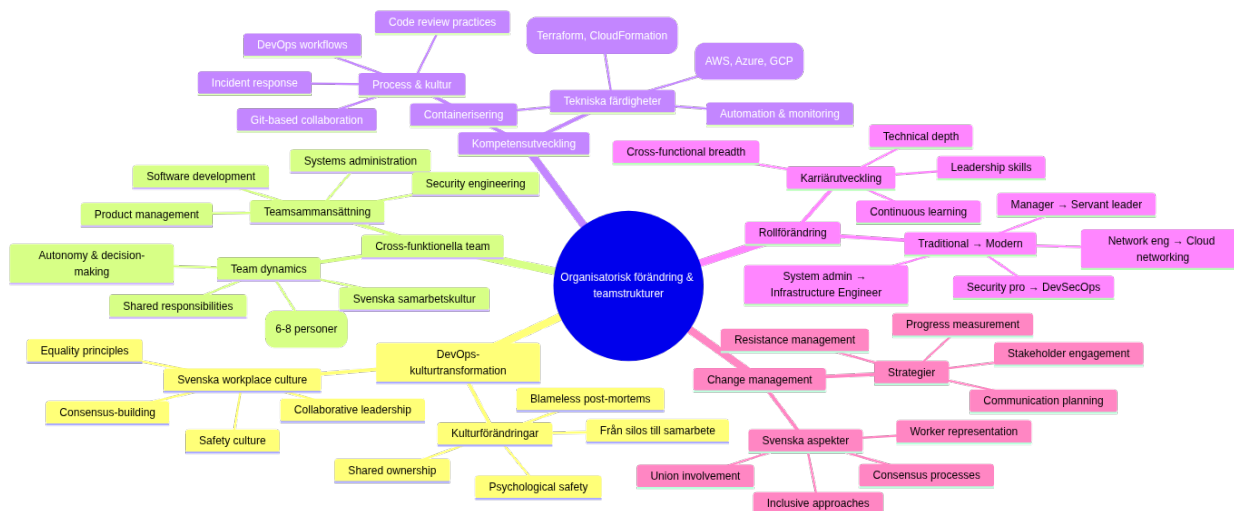 Organisatorisk förändring &
teamstrukturer
Kompetensutveckling
Process & kultur
Code review practices
DevOps workflows
Incident response
Git-based collaboration
Containerisering
Tekniska färdigheter
Terraform, CloudFormation
AWS, Azure, GCP
Automation & monitoring
Cross-funktionella team
Teamsammansättning
Systems administration
Software development
Security engineering
Product management
Team dynamics
Autonomy & decision-
making
Shared responsibilities
6-8 personer
Svenska samarbetskultur
DevOps-
kulturtransformation
Svenska workplace culture
Equality principles
Consensus-building
Safety culture
Collaborative leadership
Kulturförändringar
Blameless post-mortems
Från silos till samarbete
Shared ownership
Psychological safety
Rollförändring
Karriärutveckling
Technical depth
Cross-functional breadth
Leadership skills
Continuous learning
Traditional → Modern
Manager → Servant leader
Network eng → Cloud
networking
System admin →
Infrastructure Engineer
Security pro → DevSecOps
Change management
Strategier
Resistance management
Progress measurement
Stakeholder engagement
Communication planning
Svenska aspekter
Worker representation
Union involvement
Consensus processes
Inclusive approaches